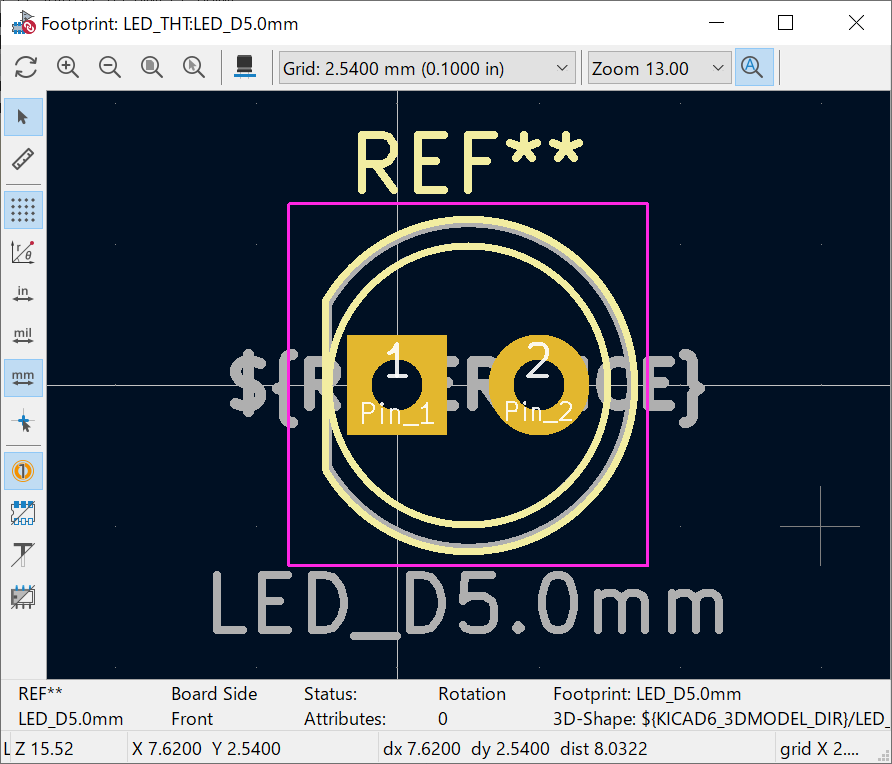 Footprint: LED_THT:LED_D5.0mm
Grid: 2.5400 mm (0.1000 in)
Zoom 13.00
A
r
θ
in
mil
mm
1
T
REF**
1
2
Pin_1
Pin_2
LED_D5.0mm
REF** Board Side Status: Rotation Footprint: LED_D5.0mm
LED_D5.0mm Front Attributes: 0 3D-Shape: ${KICAD6_3DMODEL_DIR}/LED_
L Z 15.52 X 7.6200 Y 2.5400 dx 7.6200 dy 2.5400 dist 8.0322 grid X 2....